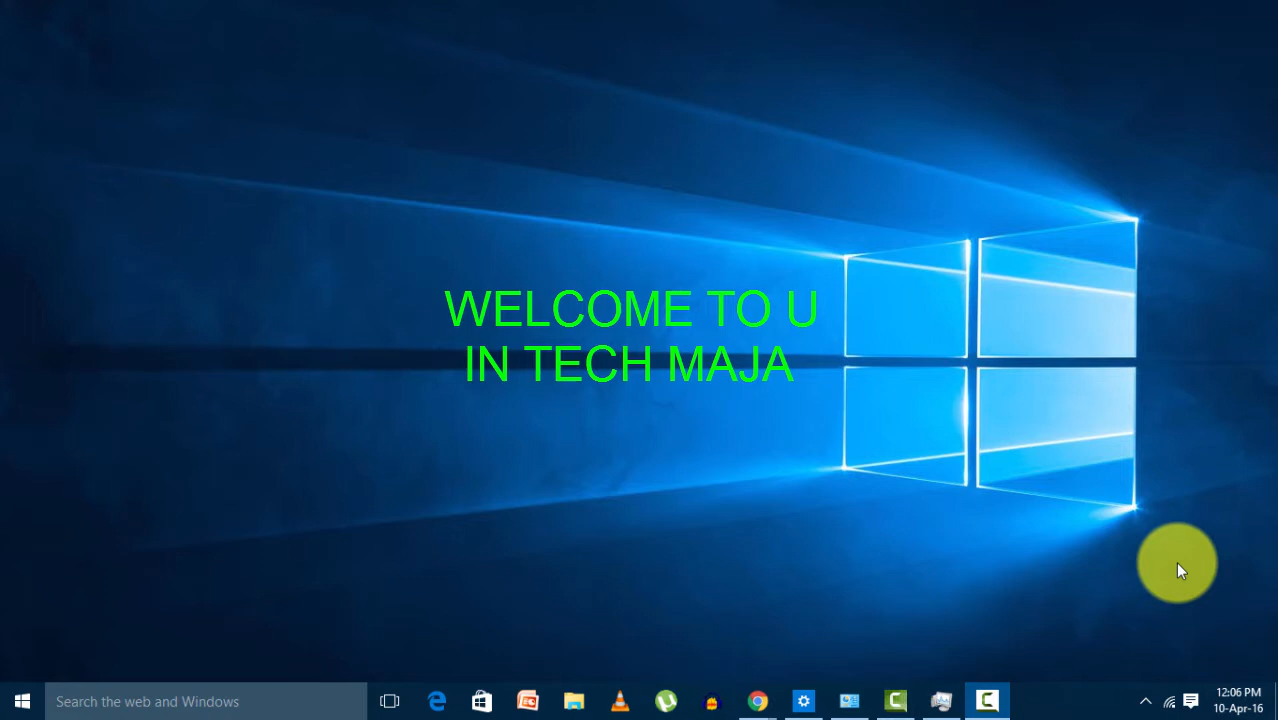 WELCOME TO U
IN TECH MAJA
Search the web and Windows
12:06 PM
10-Apr-16